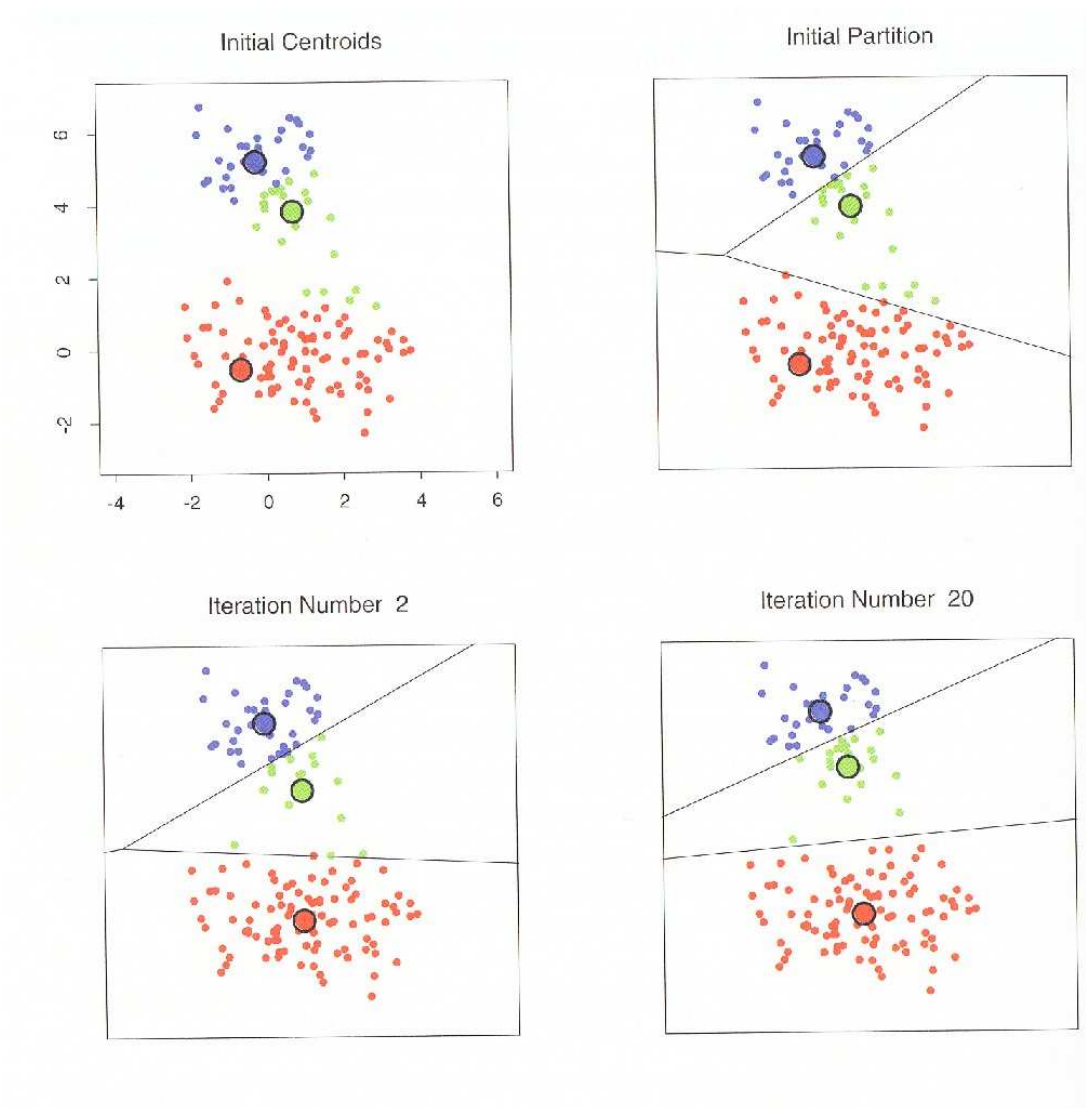 Initial Centroids
Initial Partition
6
4
2
0
-2
-4 -2 0 2 4 6
Iteration Number 2
Iteration Number 20